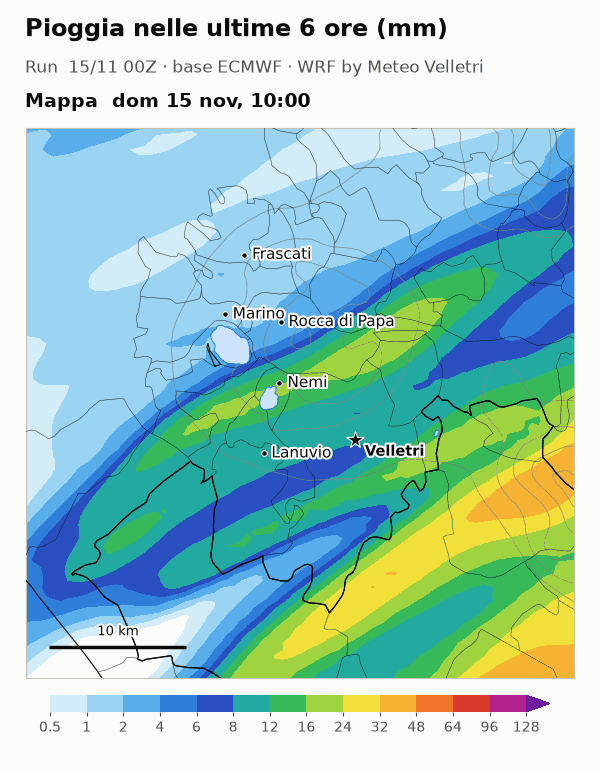 Pioggia nelle ultime 6 ore (mm)
Run  15/11 00Z · base ECMWF · WRF by Meteo Velletri
Mappa  dom 15 nov, 10:00
Frascati
Marino
Rocca di Papa
Nemi
Lanuvio
Velletri
10 km
0.5 1 2 4 6 8 12 16 24 32 48 64 96 128